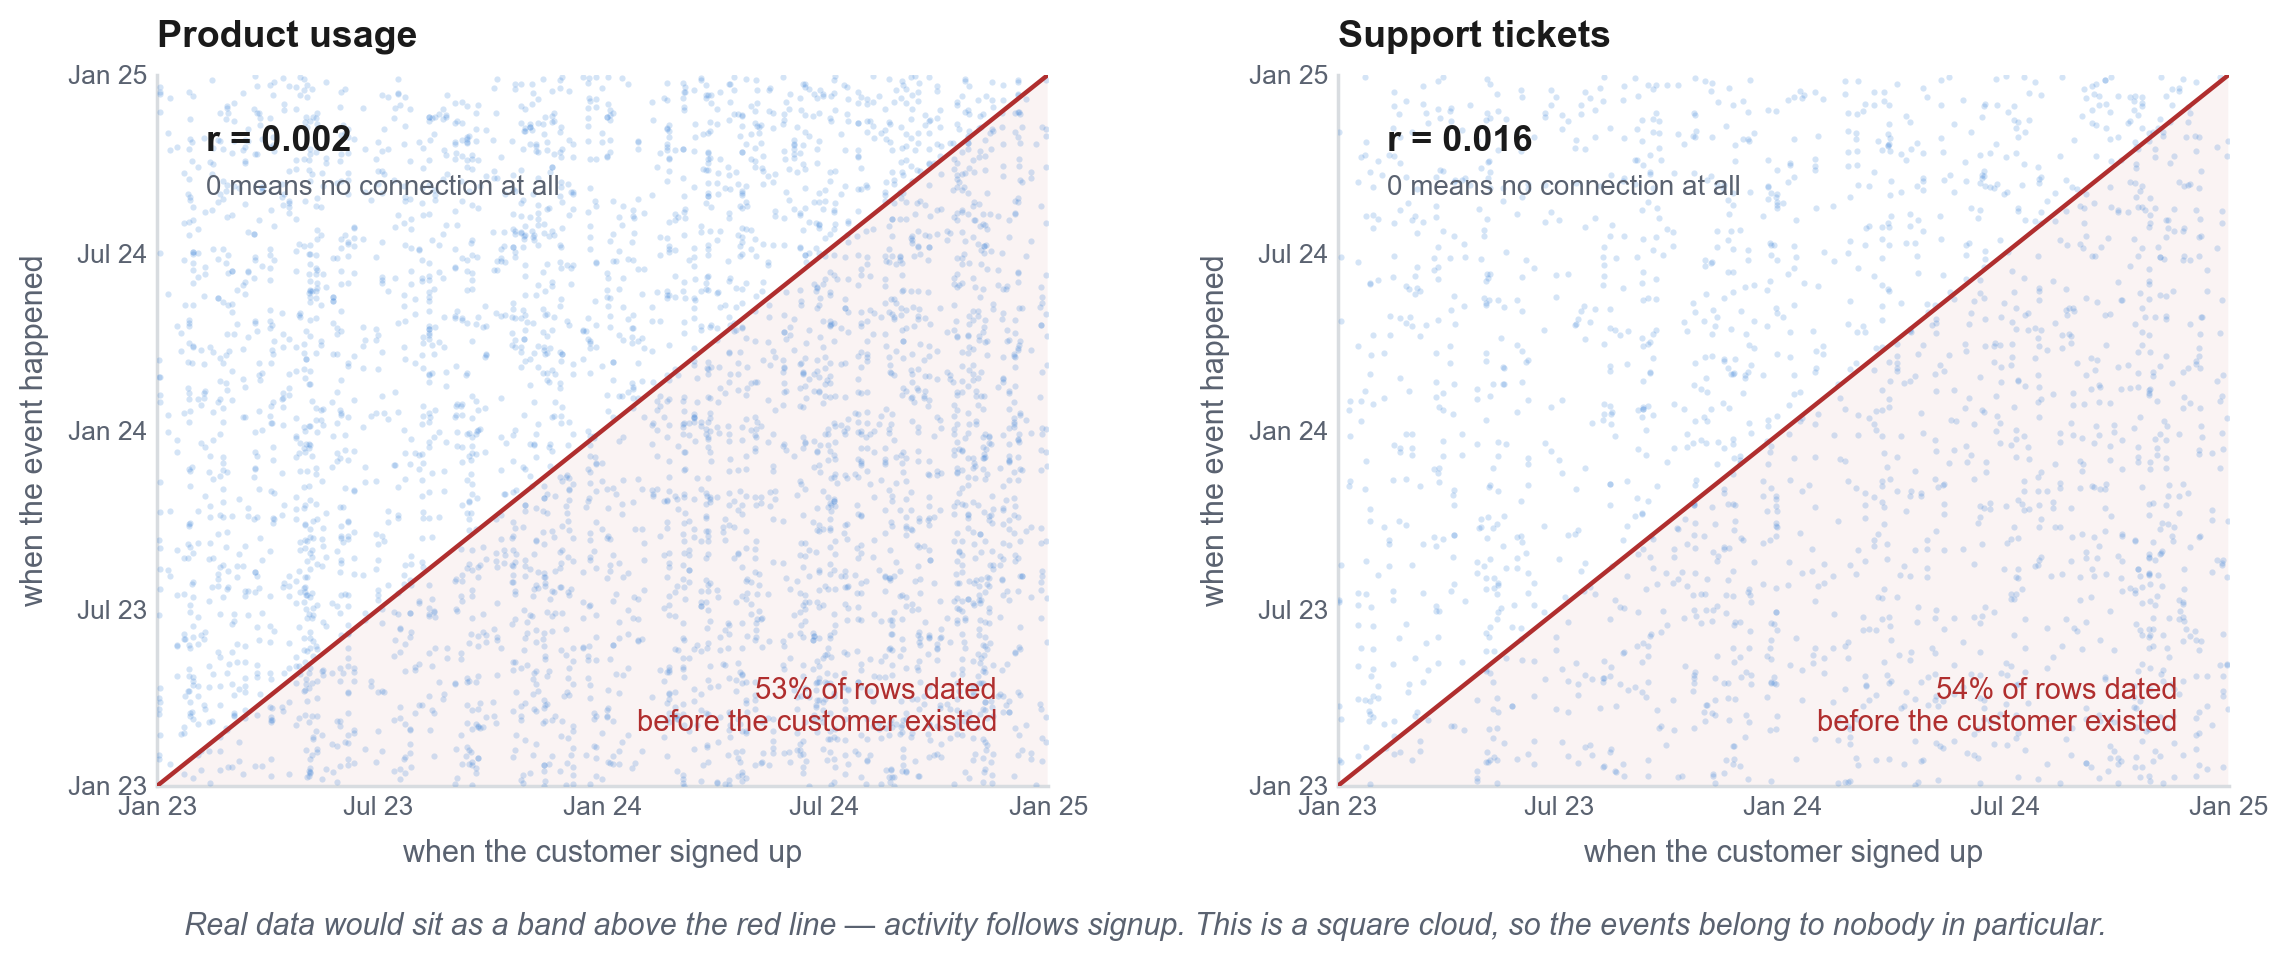 Product usage
Jan 25
Jul 24
Jan 24
Jul 23
Jan 23
when the event happened
r = 0.002
0 means no connection at all
53% of rows dated
before the customer existed
Jan 23
Jul 23
Jan 24
Jul 24
Jan 25
when the customer signed up
Support tickets
Jan 25
Jul 24
Jan 24
Jul 23
Jan 23
when the event happened
r = 0.016
0 means no connection at all
54% of rows dated
before the customer existed
Jan 23
Jul 23
Jan 24
Jul 24
Jan 25
when the customer signed up
Real data would sit as a band above the red line — activity follows signup. This is a square cloud, so the events belong to nobody in particular.